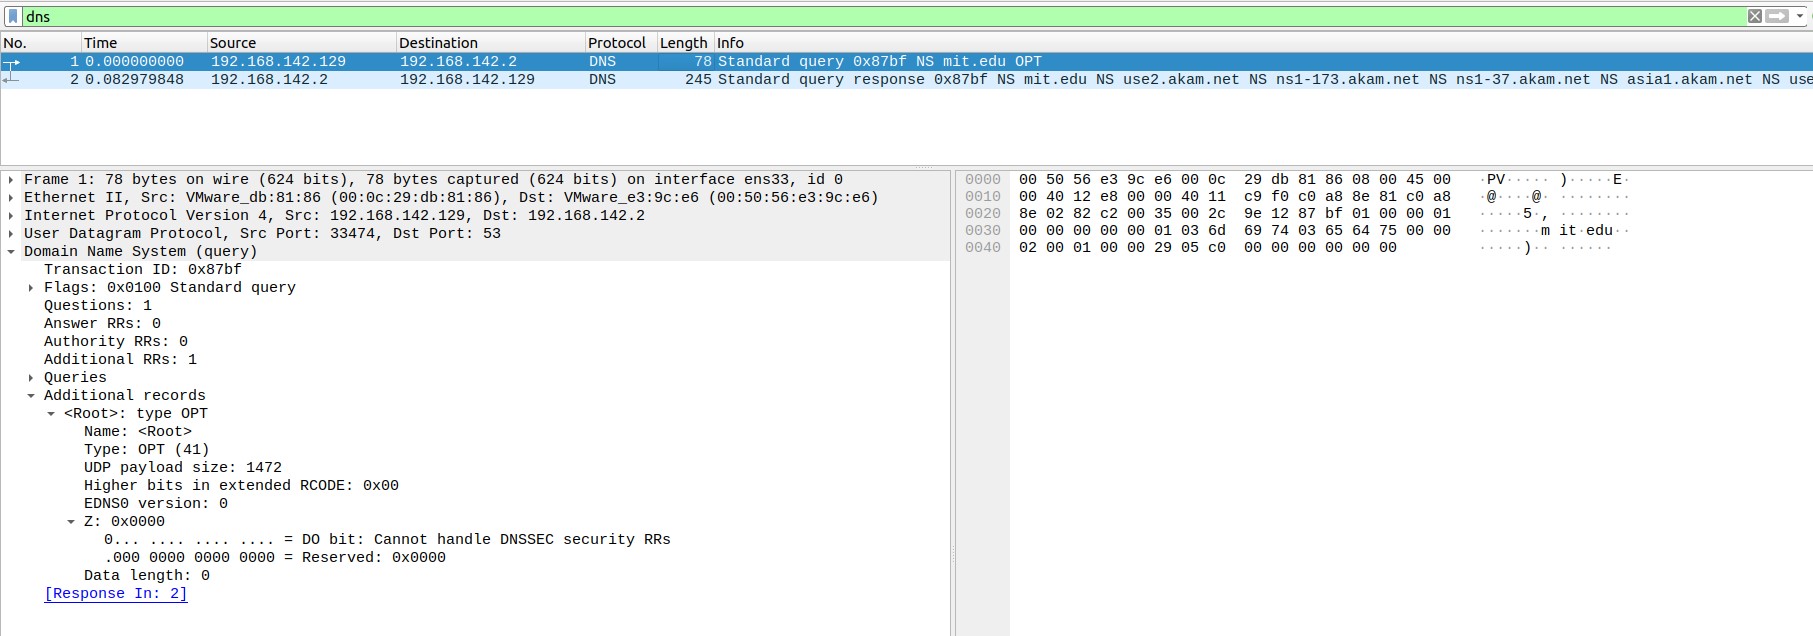 dns
No. Time Source Destination Protocol Length Info
1 0.000000000 192.168.142.129 192.168.142.2 DNS 78 Standard query 0x87bf NS mit.edu OPT
2 0.082979848 192.168.142.2 192.168.142.129 DNS 245 Standard query response 0x87bf NS mit.edu NS use2.akam.net NS ns1-173.akam.net NS ns1-37.akam.net NS asia1.akam.net NS use
Frame 1: 78 bytes on wire (624 bits), 78 bytes captured (624 bits) on interface ens33, id 0
Ethernet II, Src: VMware_db:81:86 (00:0c:29:db:81:86), Dst: VMware_e3:9c:e6 (00:50:56:e3:9c:e6)
Internet Protocol Version 4, Src: 192.168.142.129, Dst: 192.168.142.2
User Datagram Protocol, Src Port: 33474, Dst Port: 53
Domain Name System (query)
Transaction ID: 0x87bf
Flags: 0x0100 Standard query
Questions: 1
Answer RRs: 0
Authority RRs: 0
Additional RRs: 1
Queries
Additional records
<Root>: type OPT
Name: <Root>
Type: OPT (41)
UDP payload size: 1472
Higher bits in extended RCODE: 0x00
EDNS0 version: 0
Z: 0x0000
0... .... .... .... = DO bit: Cannot handle DNSSEC security RRs
.000 0000 0000 0000 = Reserved: 0x0000
Data length: 0
[Response In: 2]
0000 00 50 56 e3 9c e6 00 0c 29 db 81 86 08 00 45 00 ·PV····· )·····E·
0010 00 40 12 e8 00 00 40 11 c9 f0 c0 a8 8e 81 c0 a8 ·@····@· ········
0020 8e 02 82 c2 00 35 00 2c 9e 12 87 bf 01 00 00 01 ·····5·, ········
0030 00 00 00 00 00 01 03 6d 69 74 03 65 64 75 00 00 ·······m it·edu··
0040 02 00 01 00 00 29 05 c0 00 00 00 00 00 00 ·····)·· ······